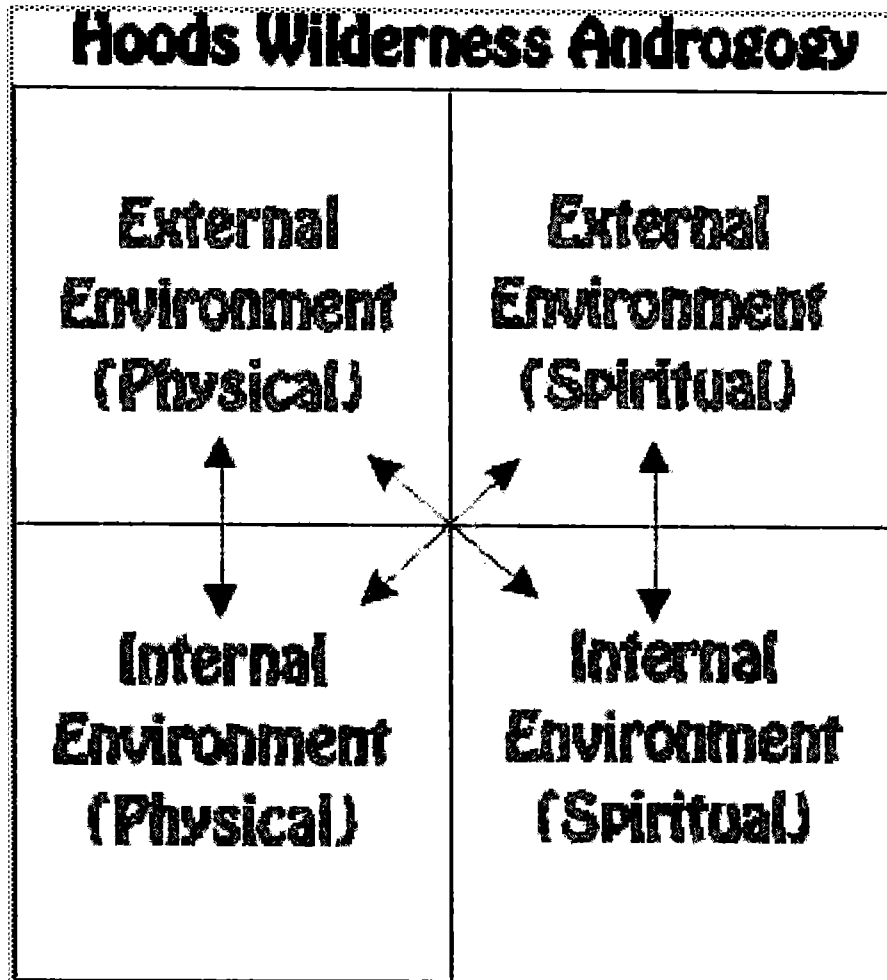 Hoods Wilderness Androgogy
External
Environment
(Physical)
External
Environment
(Spiritual)
Internal
Environment
(Physical)
Internal
Environment
(Spiritual)